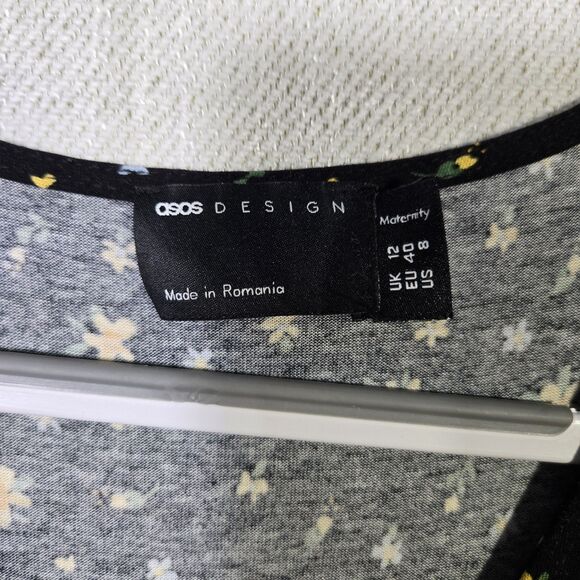 asos DESIGN
Made in Romania
Maternity
UK 12
EU 40
US 8